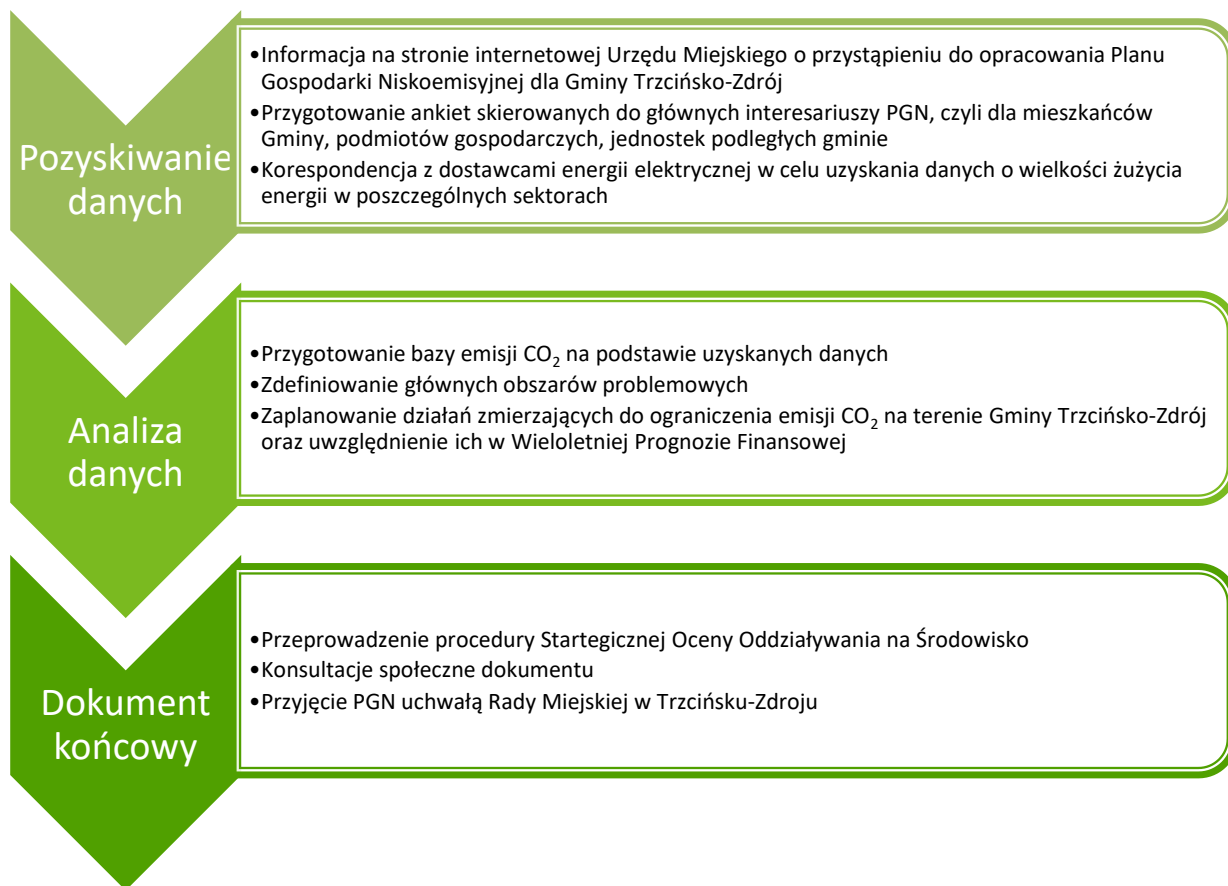 Pozyskiwanie
danych
•Informacja na stronie internetowej Urzędu Miejskiego o przystąpieniu do opracowania Planu
Gospodarki Niskoemisyjnej dla Gminy Trzcińsko-Zdrój
•Przygotowanie ankiet skierowanych do głównych interesariuszy PGN, czyli dla mieszkańców
Gminy, podmiotów gospodarczych, jednostek podległych gminie
•Korespondencja z dostawcami energii elektrycznej w celu uzyskania danych o wielkości żużycia
energii w poszczególnych sektorach
Analiza
danych
•Przygotowanie bazy emisji CO₂ na podstawie uzyskanych danych
•Zdefiniowanie głównych obszarów problemowych
•Zaplanowanie działań zmierzających do ograniczenia emisji CO₂ na terenie Gminy Trzcińsko-Zdrój
oraz uwzględnienie ich w Wieloletniej Prognozie Finansowej
Dokument
końcowy
•Przeprowadzenie procedury Startegicznej Oceny Oddziaływania na Środowisko
•Konsultacje społeczne dokumentu
•Przyjęcie PGN uchwałą Rady Miejskiej w Trzcińsku-Zdroju